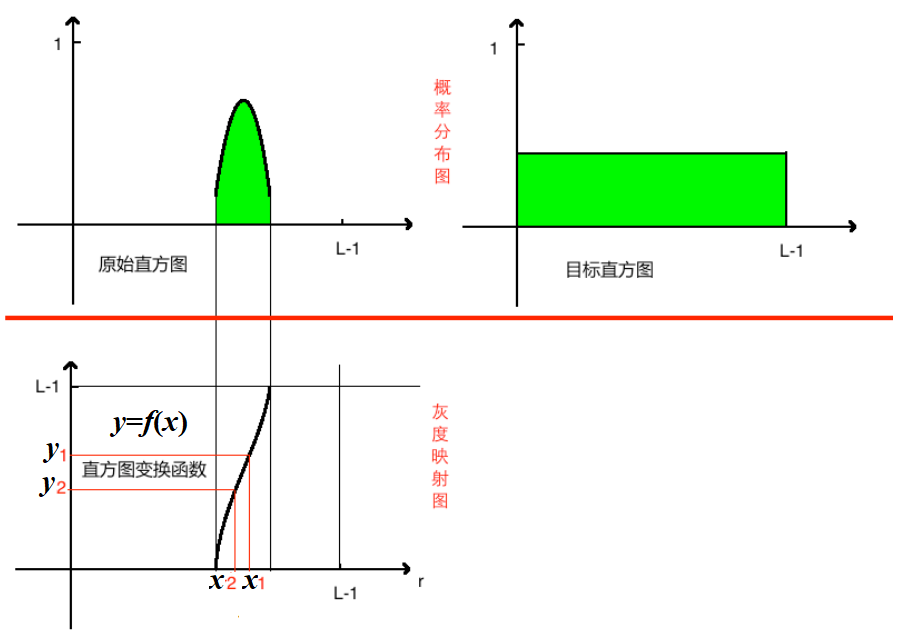 1
L-1
原始直方图
概率分布图
1
L-1
目标直方图
L-1
y=f(x)
y1
直方图变换函数
y2
x2
x1
L-1
r
灰度映射图